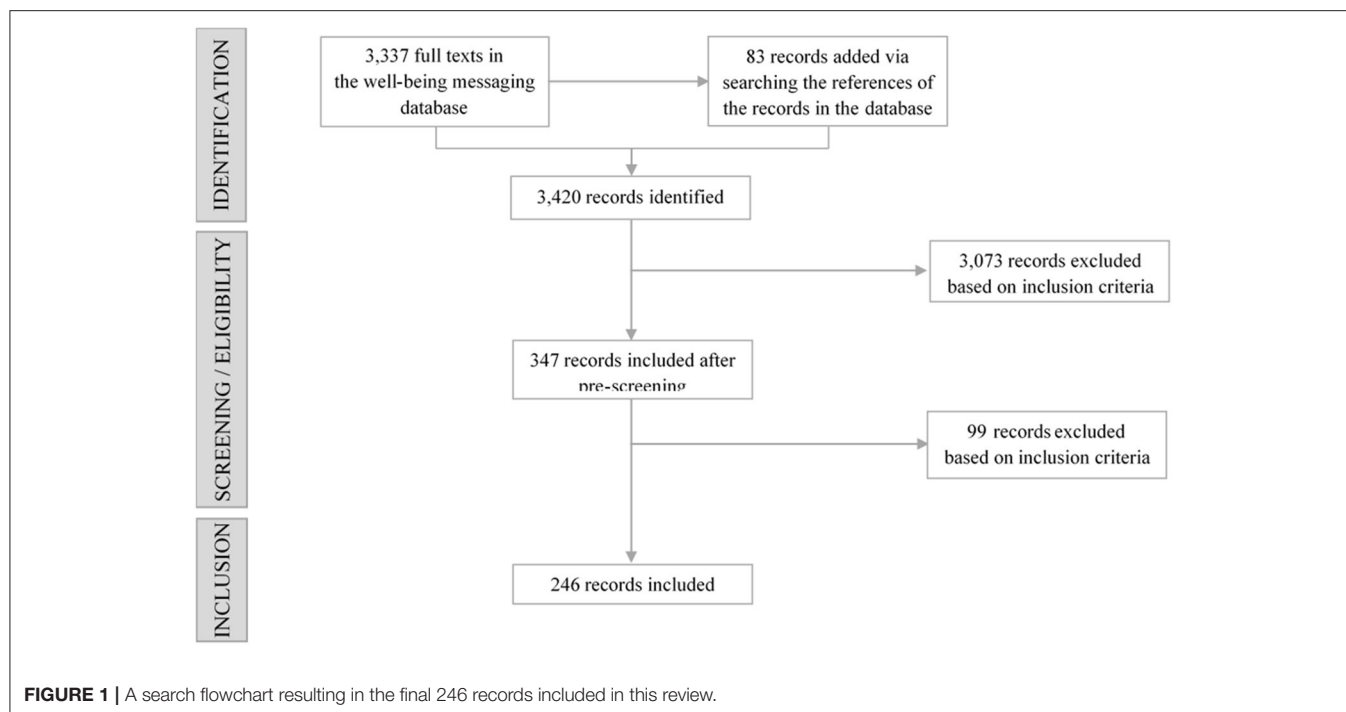 IDENTIFICATION
3,337 full texts in
the well-being messaging
database
83 records added via
searching the references of
the records in the database
3,420 records identified
SCREENING / ELIGIBILITY
3,073 records excluded
based on inclusion criteria
347 records included after
pre-screening
99 records excluded
based on inclusion criteria
INCLUSION
246 records included
FIGURE 1 | A search flowchart resulting in the final 246 records included in this review.